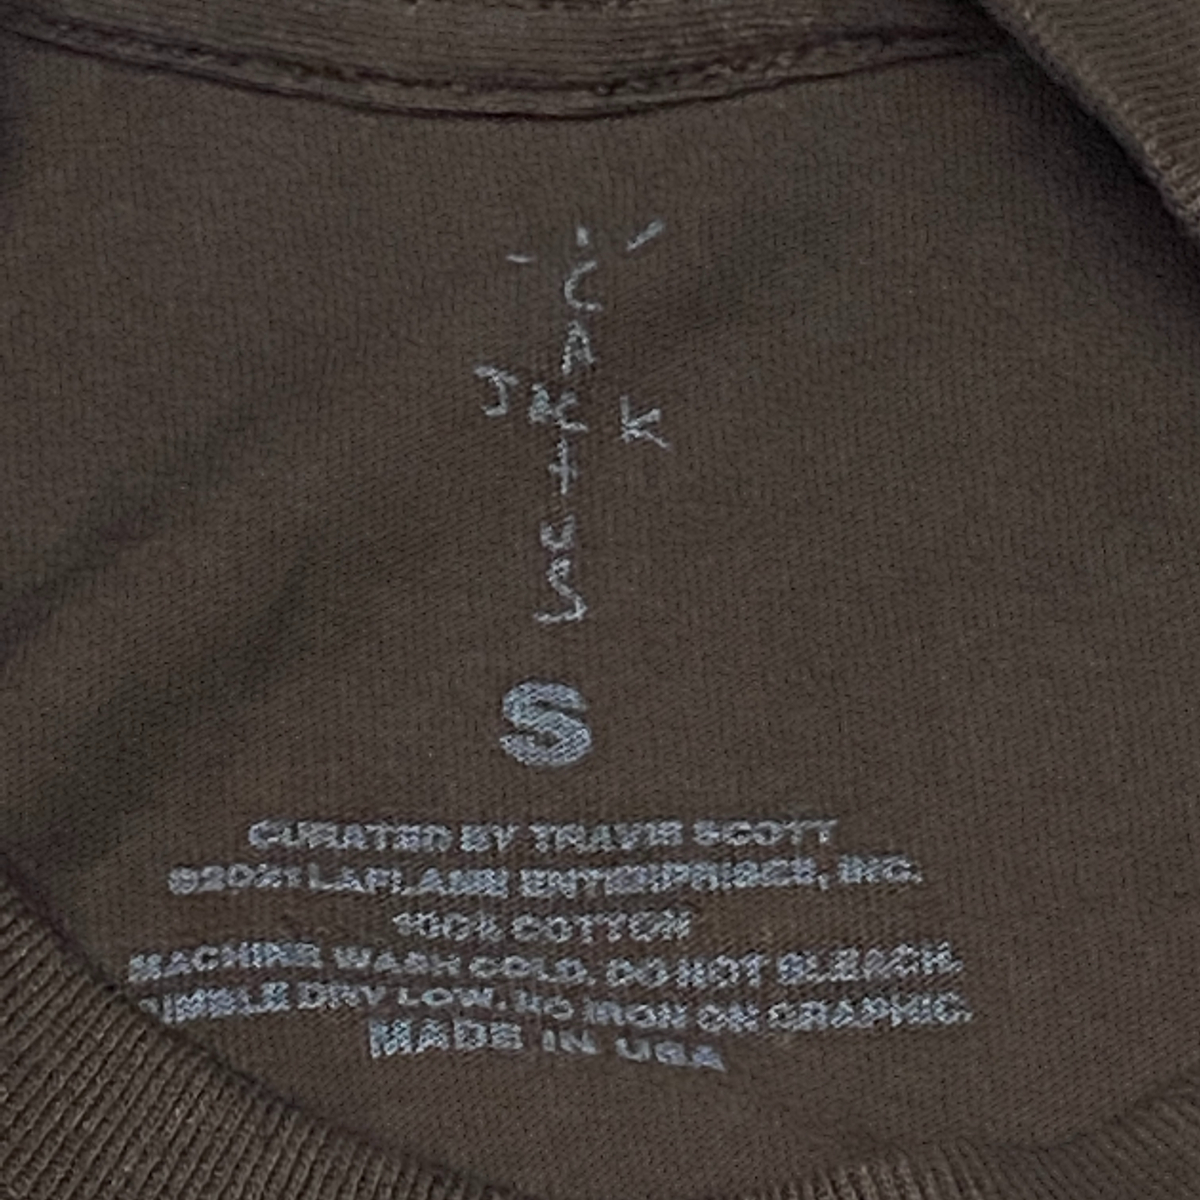 CACTUS
JACK
S
CURATED BY TRAVIS SCOTT
©2021 LAFLAME ENTERPRISES, INC.
100% COTTON
MACHINE WASH COLD. DO NOT BLEACH.
TUMBLE DRY LOW. NO IRON ON GRAPHIC.
MADE IN USA